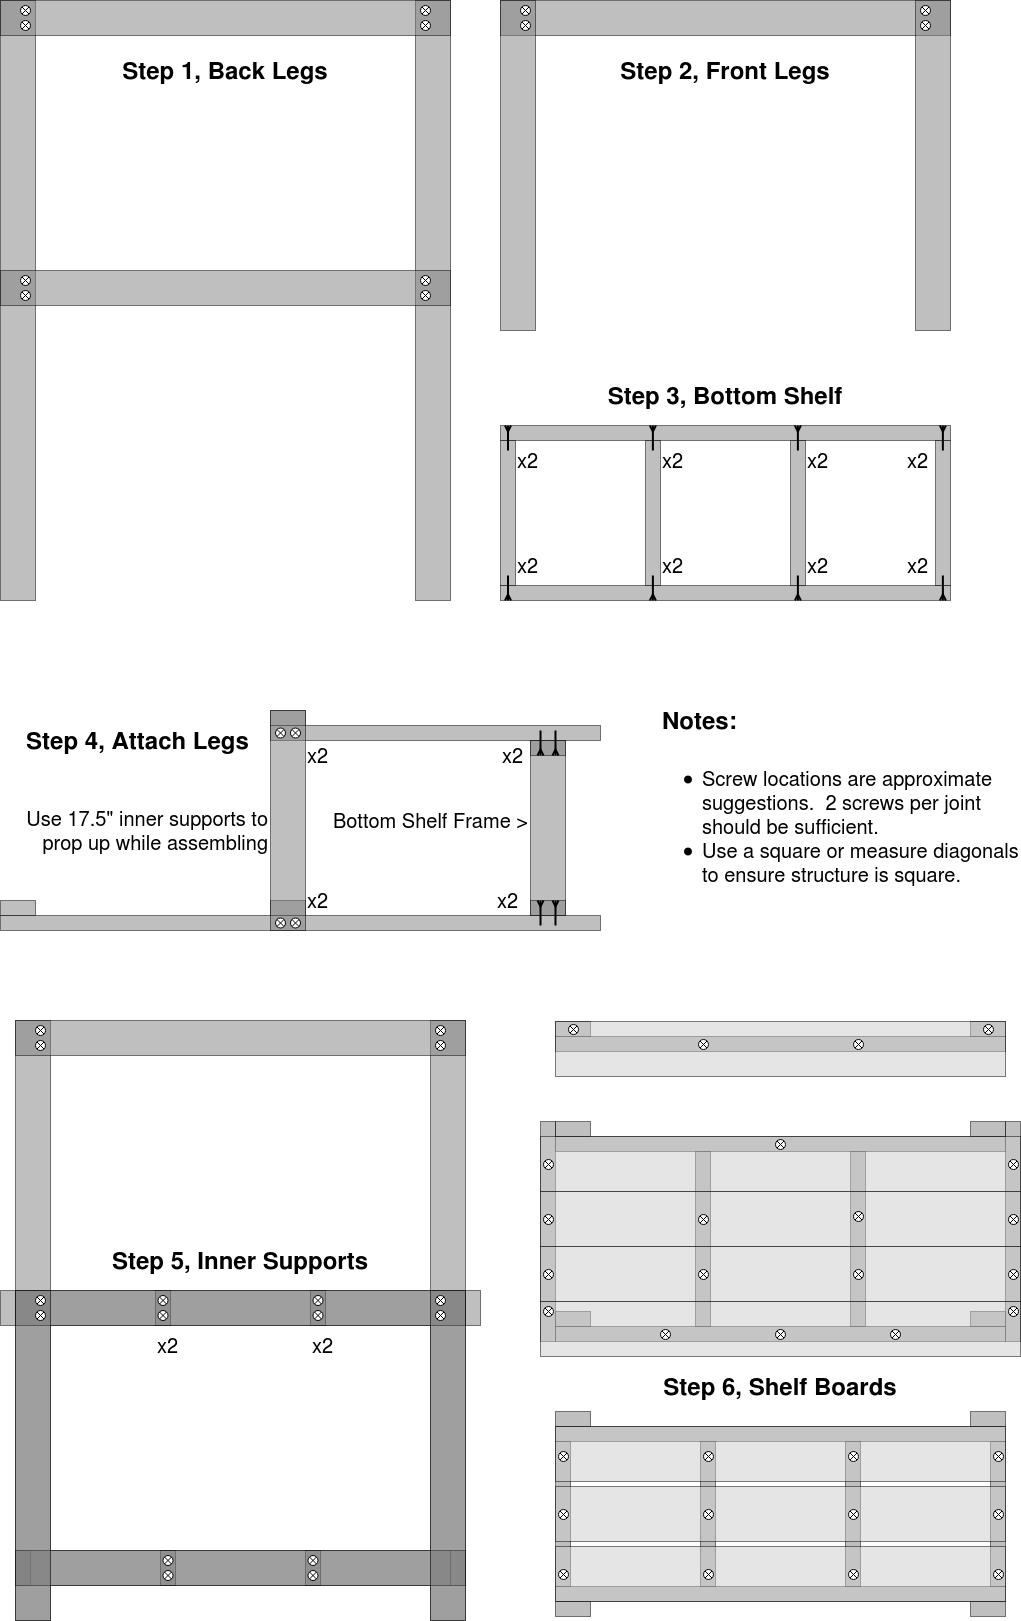 Step 1, Back Legs
Step 2, Front Legs
Step 3, Bottom Shelf
x2 x2 x2 x2
x2 x2 x2 x2
Step 4, Attach Legs
x2 x2
Use 17.5" inner supports to
prop up while assembling
Bottom Shelf Frame >
x2 x2
Notes:
• Screw locations are approximate
suggestions.  2 screws per joint
should be sufficient.
• Use a square or measure diagonals
to ensure structure is square.
Step 5, Inner Supports
x2 x2
Step 6, Shelf Boards